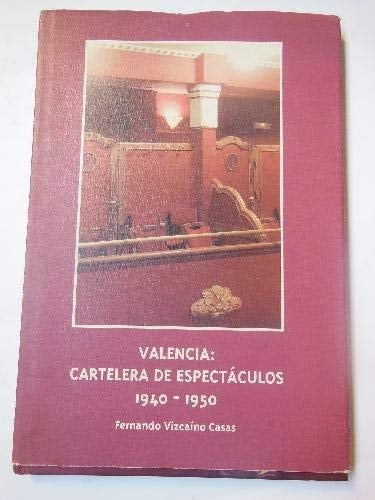 VALENCIA:
CARTELERA DE ESPECTÁCULOS
1940 - 1950
Fernando Vizcaíno Casas